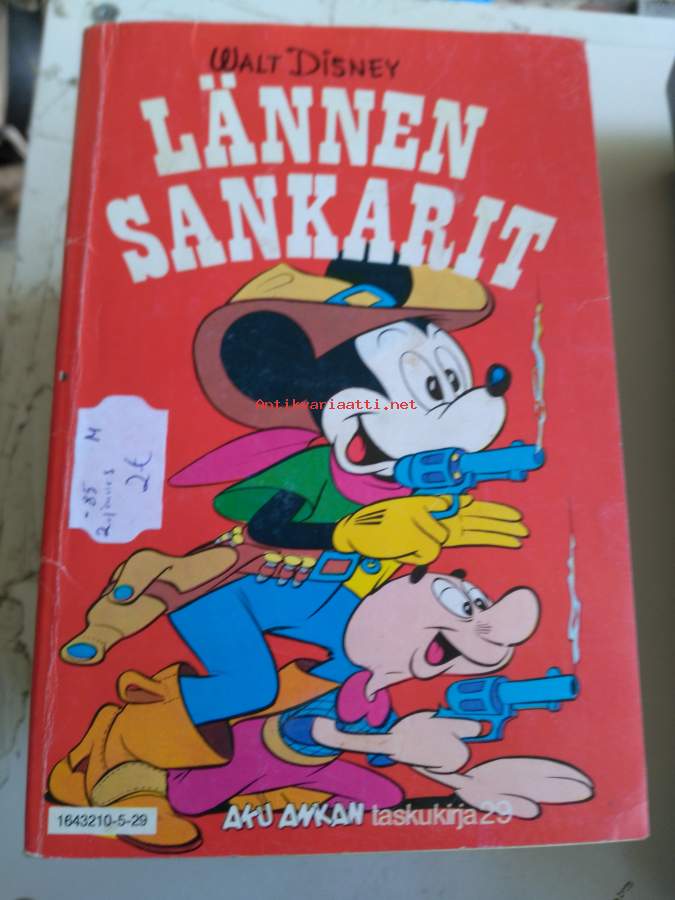 WALT DISNEY
LÄNNEN
SANKARIT
Antikvariaatti.net
M
-85
2€
1643210-5-29
AKU ANKAN taskukirja 29